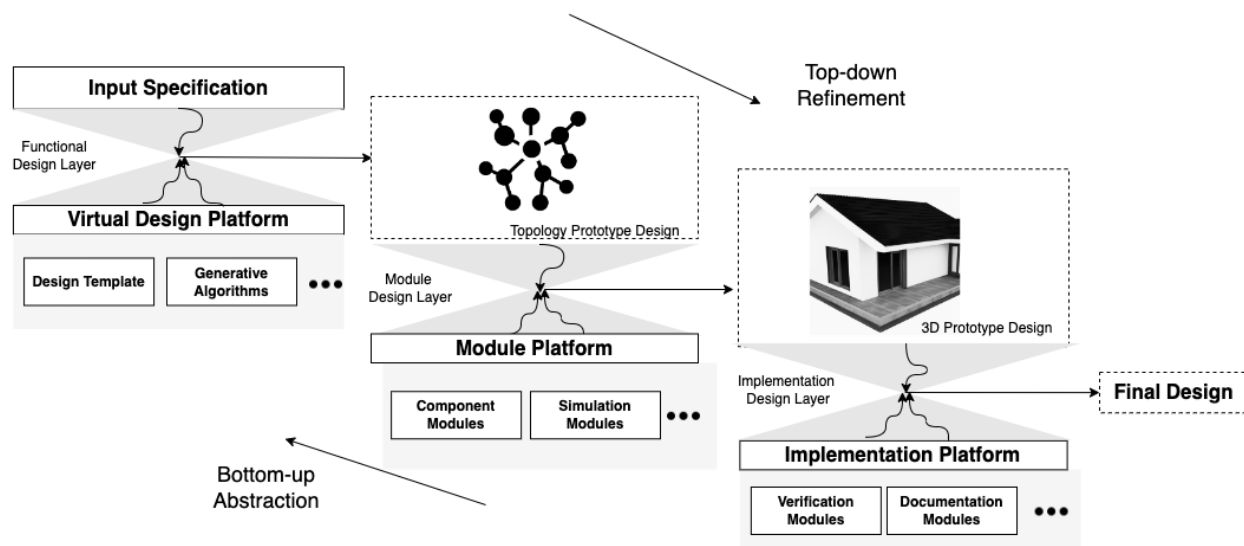 Input Specification
Functional
Design Layer
Virtual Design Platform
Design Template
Generative
Algorithms
Top-down
Refinement
Topology Prototype Design
Module
Design Layer
Module Platform
Component
Modules
Simulation
Modules
3D Prototype Design
Implementation
Design Layer
Final Design
Implementation Platform
Verification
Modules
Documentation
Modules
Bottom-up
Abstraction